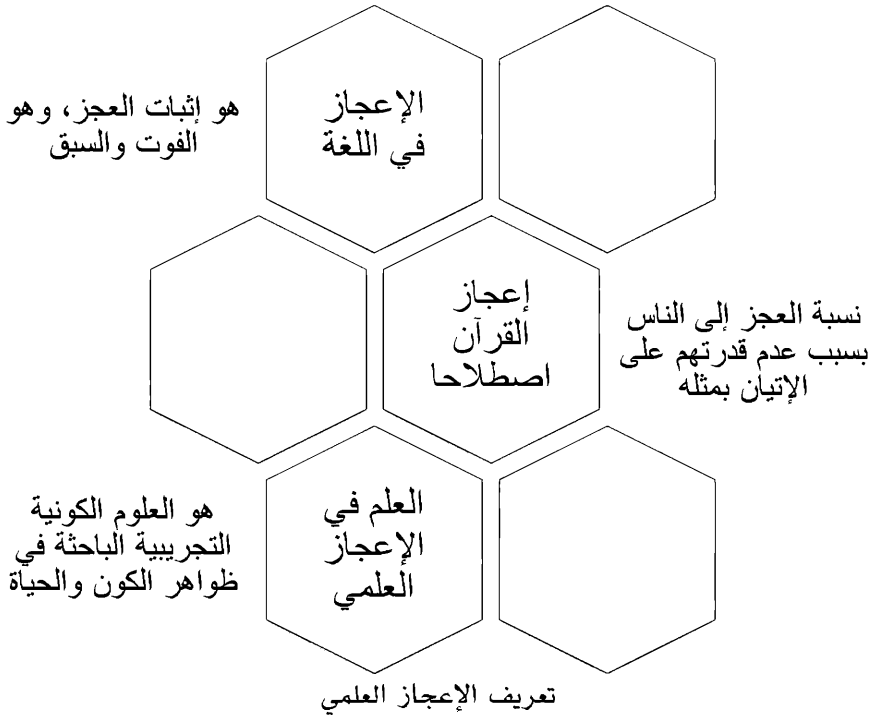 الإعجاز
في اللغة
هو إثبات العجز، وهو
الفوت والسبق
إعجاز
القرآن
اصطلاحا
نسبة العجز إلى الناس
بسبب عدم قدرتهم على
الإتيان بمثله
العلم في
الإعجاز
العلمي
هو العلوم الكونية
التجريبية الباحثة في
ظواهر الكون والحياة
تعريف الإعجاز العلمي